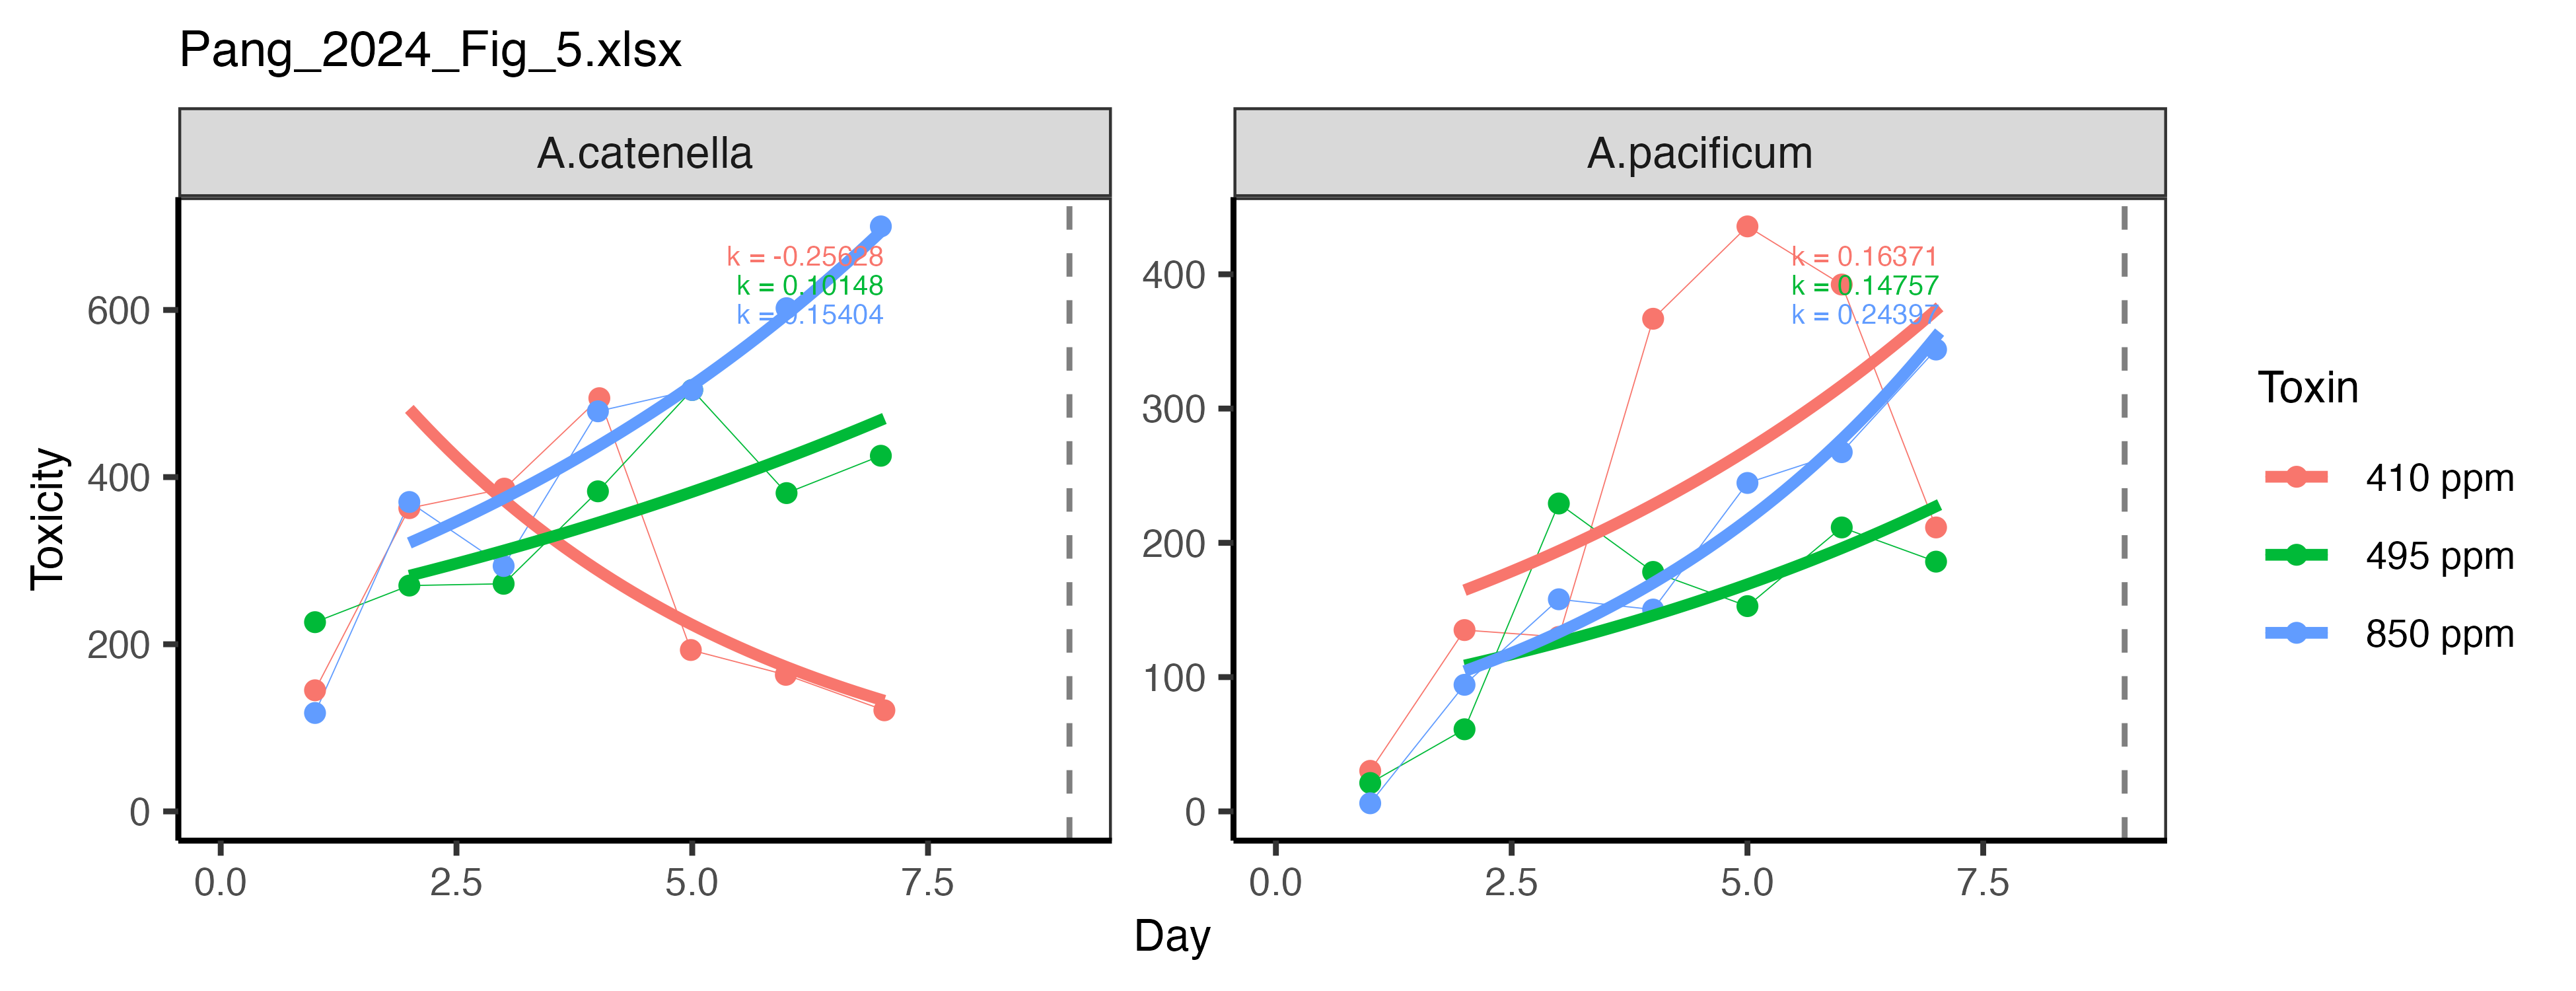 Pang_2024_Fig_5.xlsx
A.catenella
A.pacificum
Toxicity
600
400
200
0
k = -0.25628
k = 0.10148
k = 0.15404
0.0 2.5 5.0 7.5
400
300
200
100
0
k = 0.16371
k = 0.14757
k = 0.24397
0.0 2.5 5.0 7.5
Day
Toxin
410 ppm
495 ppm
850 ppm